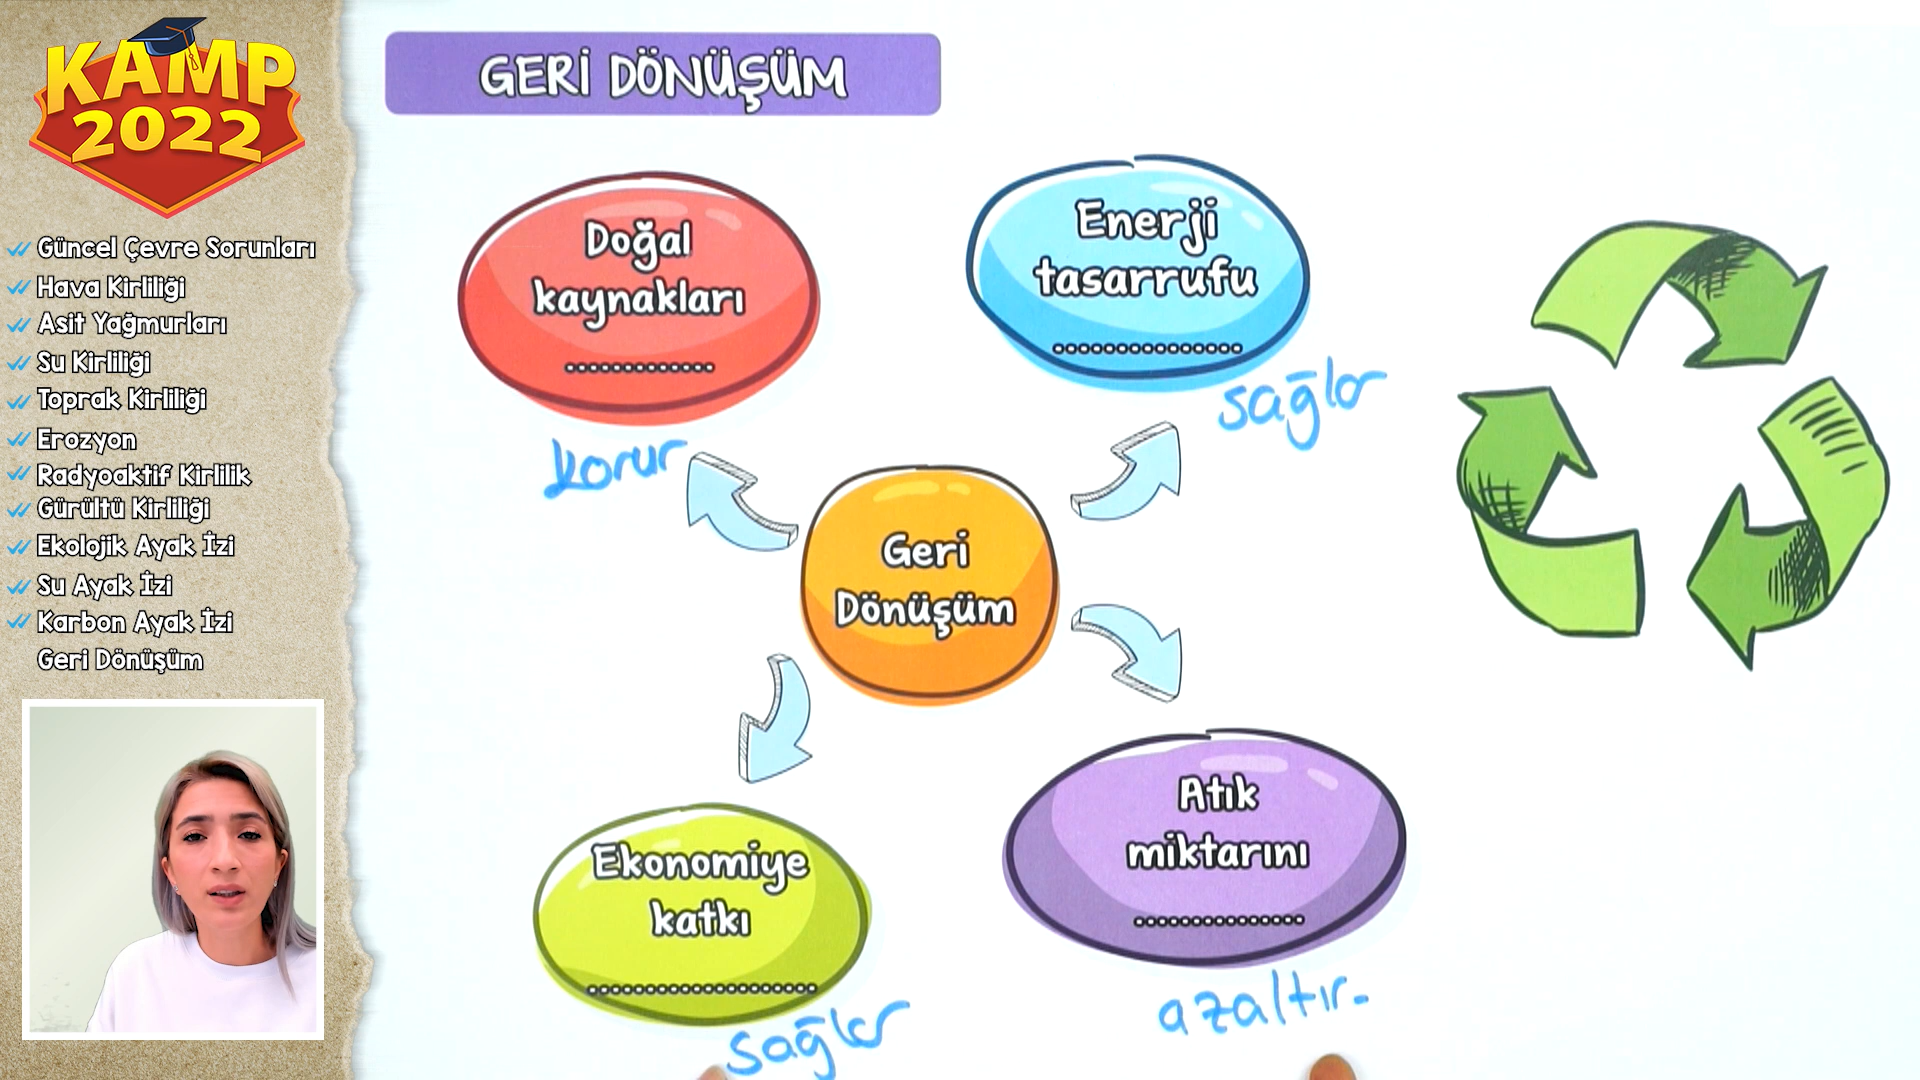 KAMP
2022
Güncel Çevre Sorunları
Hava Kirliliği
Asit Yağmurları
Su Kirliliği
Toprak Kirliliği
Erozyon
Radyoaktif Kirlilik
Gürültü Kirliliği
Ekolojik Ayak İzi
Su Ayak İzi
Karbon Ayak İzi
Geri Dönüşüm
GERİ DÖNÜŞÜM
Doğal
kaynakları
.............
korur
Enerji
tasarrufu
...............
sağlar
Geri
Dönüşüm
Ekonomiye
katkı
....................
sağlar
Atık
miktarını
...............
azaltır.